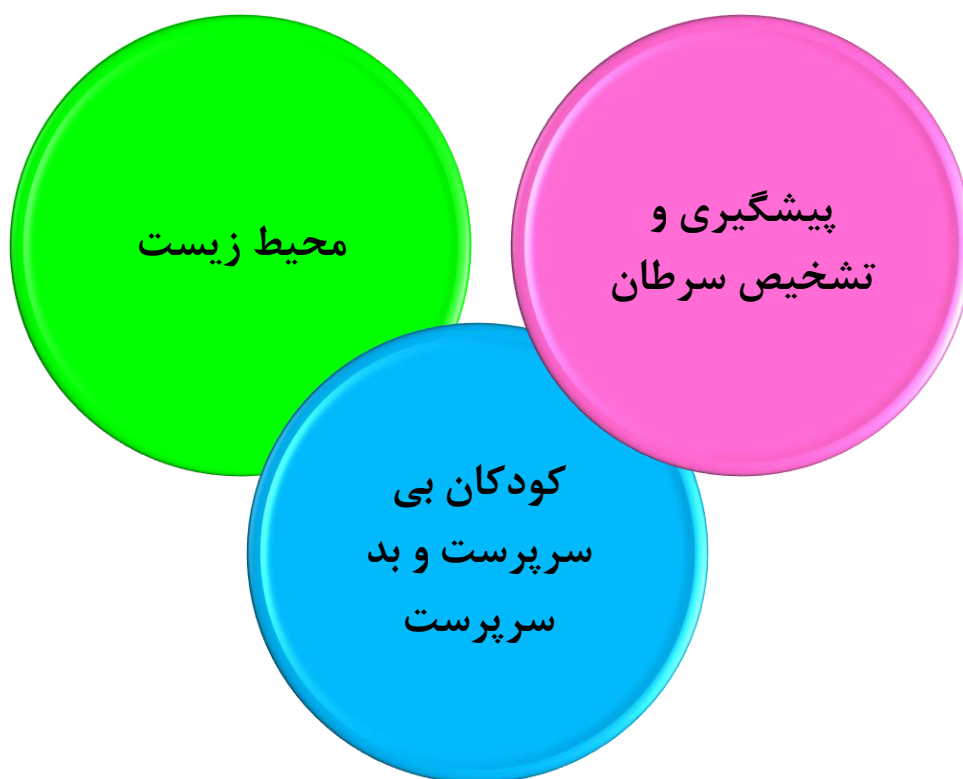 پیشگیری و
تشخیص سرطان
محیط زیست
کودکان بی
سرپرست و بد
سرپرست